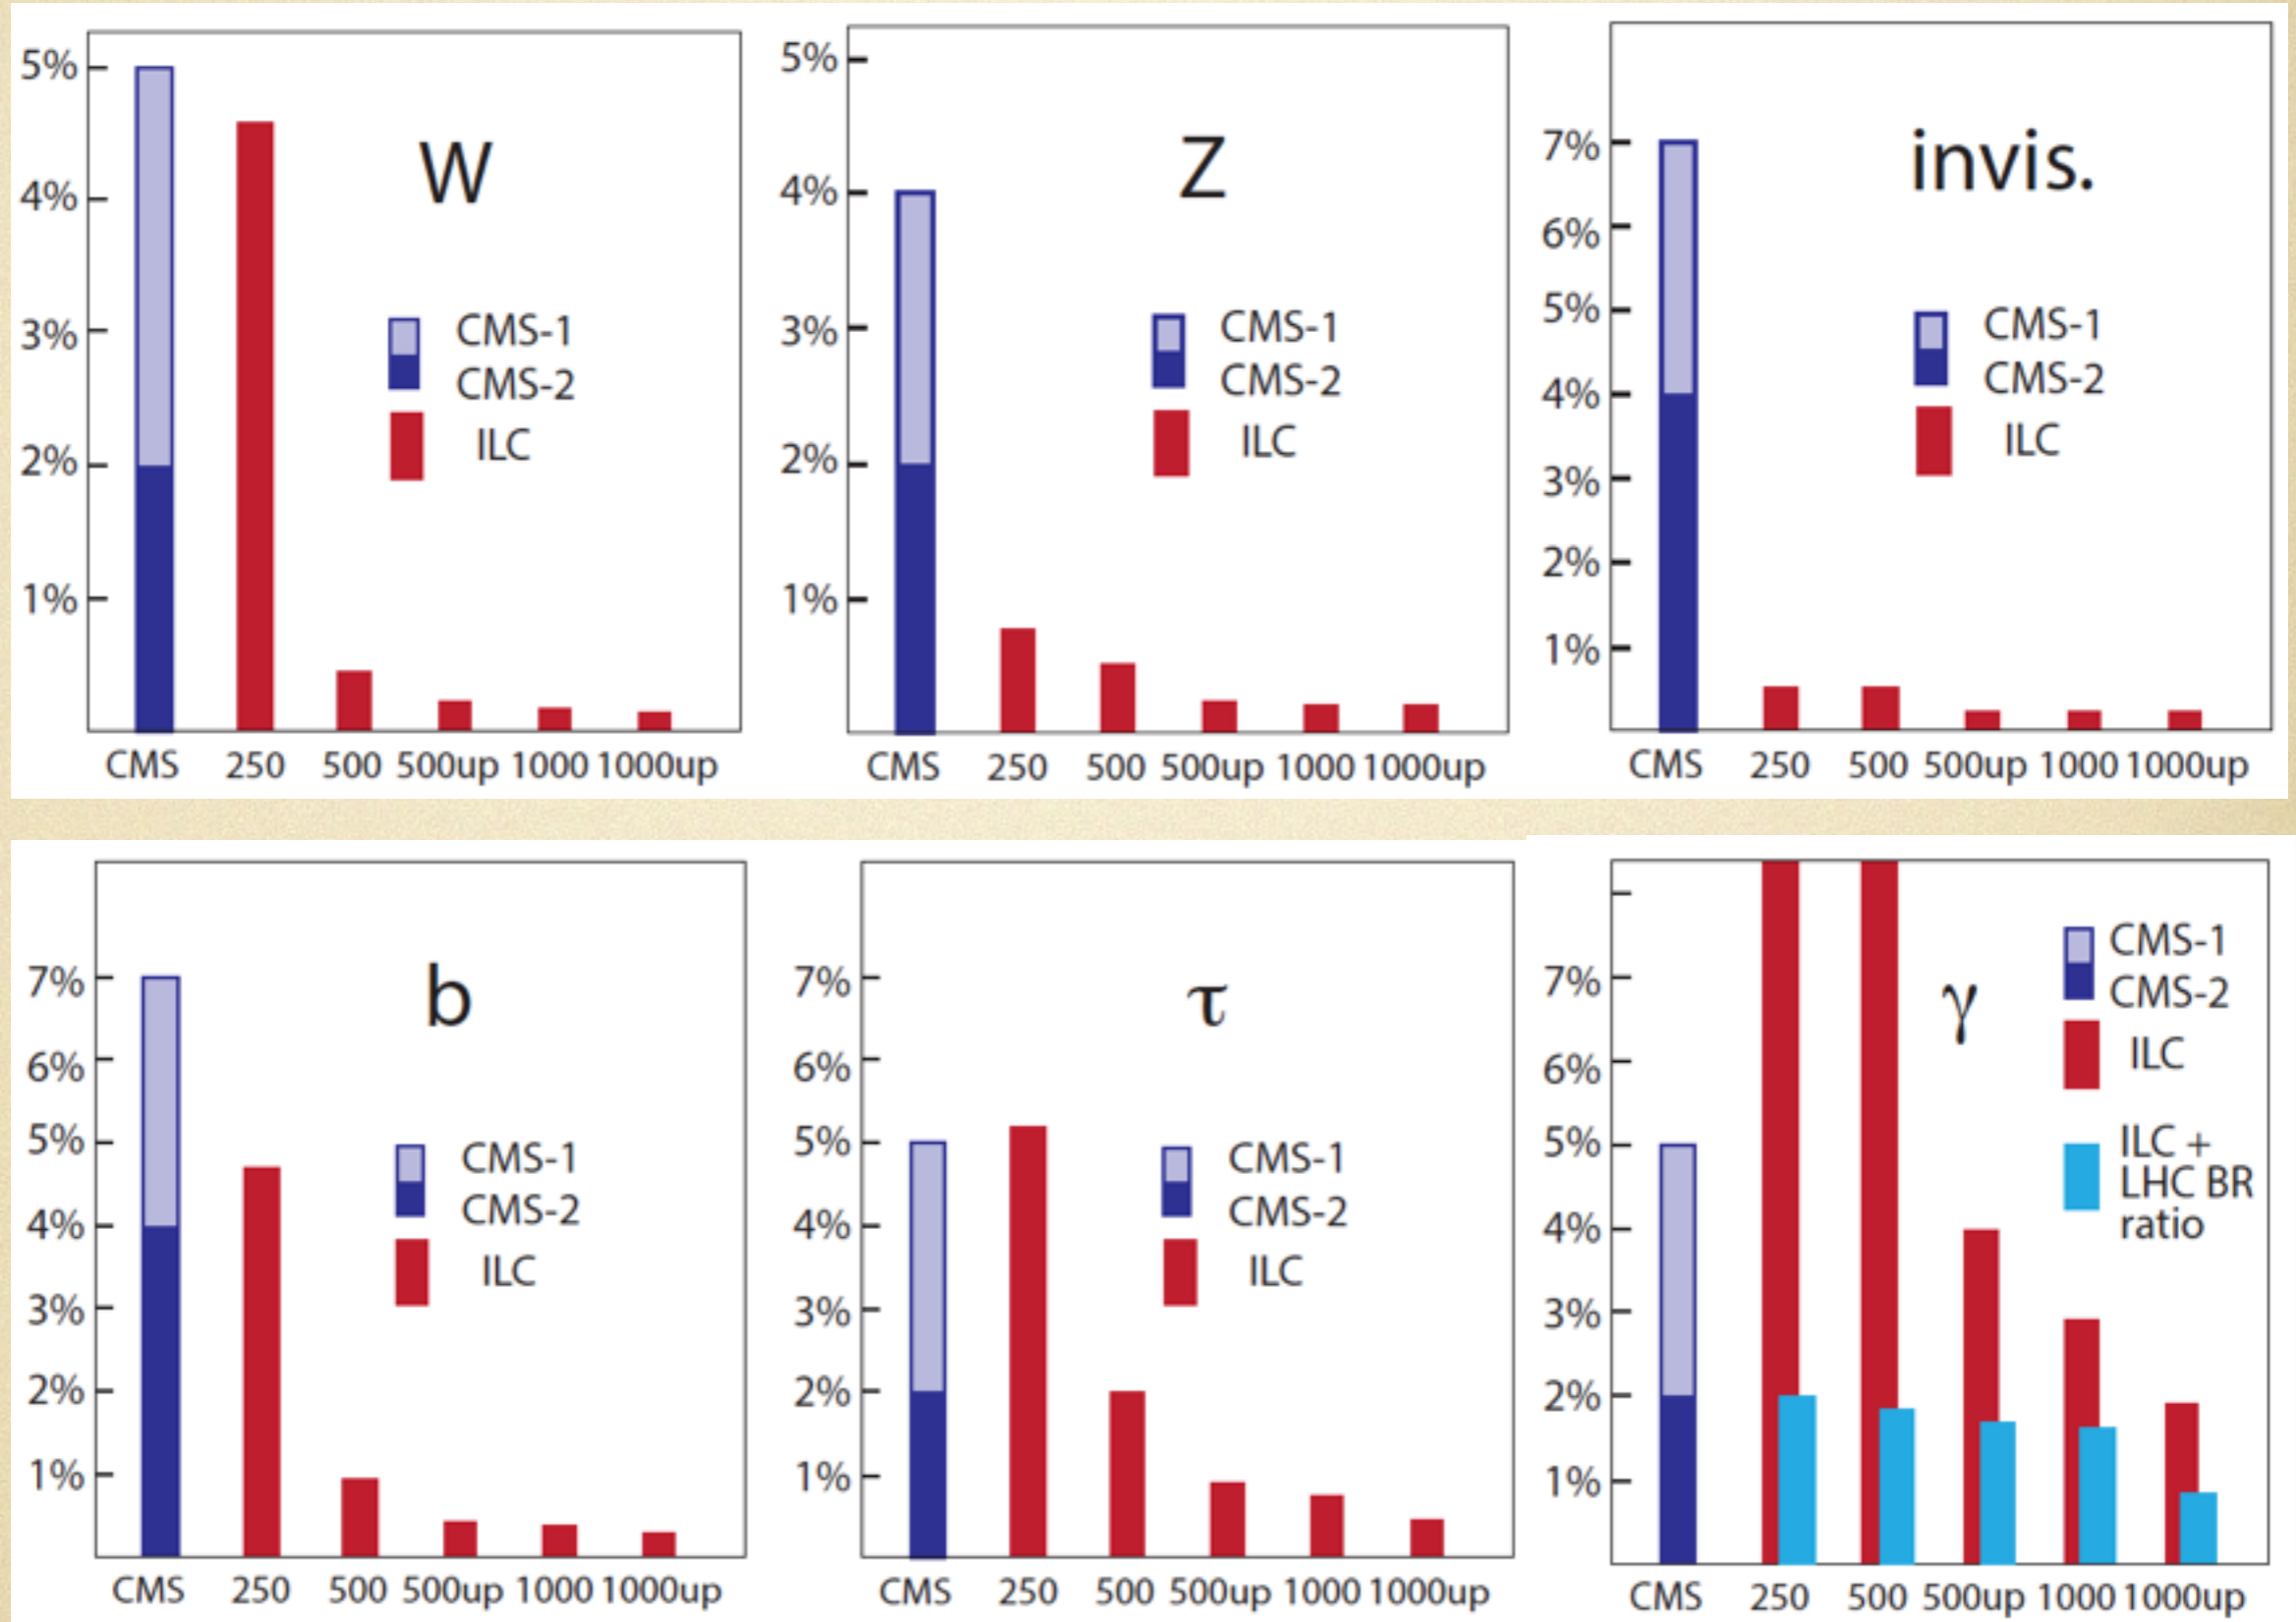 5%
4%
3%
2%
1%
W
CMS-1
CMS-2
ILC
CMS 250 500 500up 1000 1000up
5%
4%
3%
2%
1%
Z
CMS-1
CMS-2
ILC
CMS 250 500 500up 1000 1000up
7%
6%
5%
4%
3%
2%
1%
invis.
CMS-1
CMS-2
ILC
CMS 250 500 500up 1000 1000up
7%
6%
5%
4%
3%
2%
1%
b
CMS-1
CMS-2
ILC
CMS 250 500 500up 1000 1000up
7%
6%
5%
4%
3%
2%
1%
τ
CMS-1
CMS-2
ILC
CMS 250 500 500up 1000 1000up
7%
6%
5%
4%
3%
2%
1%
γ
CMS-1
CMS-2
ILC
ILC +
LHC BR
ratio
CMS 250 500 500up 1000 1000up